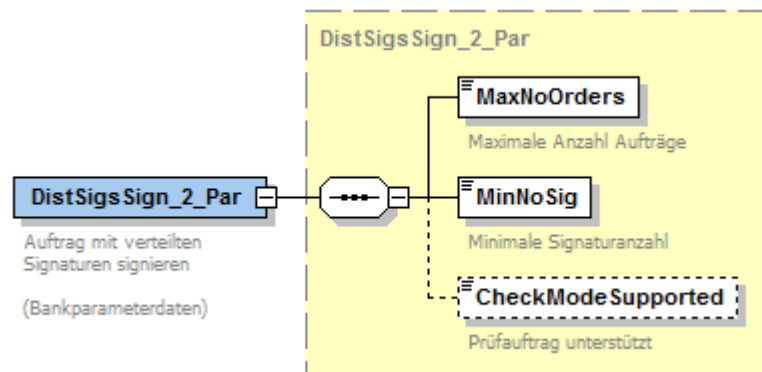 DistSigsSign_2_Par
MaxNoOrders
Maximale Anzahl Aufträge
DistSigsSign_2_Par
Auftrag mit verteilten
Signaturen signieren
(Bankparameterdaten)
MinNoSig
Minimale Signaturanzahl
CheckModeSupported
Prüfauftrag unterstützt